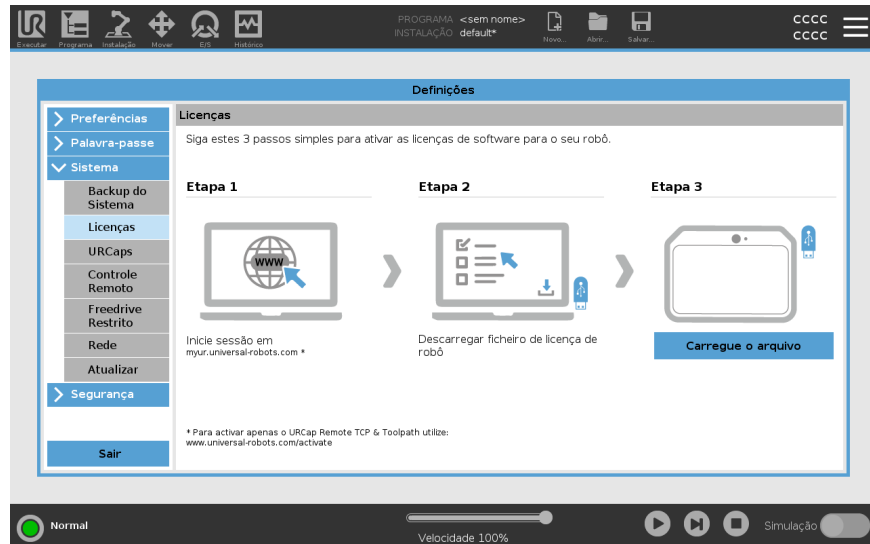 PROGRAMA <sem nome>
INSTALAÇÃO default*
cccc
cccc
Executar Programa Instalação Mover E/S Histórico Novo... Abrir... Salvar...
Definições
Preferências
Palavra-passe
Sistema
Backup do
Sistema
Licenças
URCaps
Controle
Remoto
Freedrive
Restrito
Rede
Atualizar
Segurança
Sair
Licenças
Siga estes 3 passos simples para ativar as licenças de software para o seu robô.
Etapa 1
WWW
Inicie sessão em
myur.universal-robots.com *
Etapa 2
Descarregar ficheiro de licença de
robô
Etapa 3
Carregue o arquivo
* Para activar apenas o URCap Remote TCP & Toolpath utilize:
www.universal-robots.com/activate
Normal
Velocidade 100%
Simulação